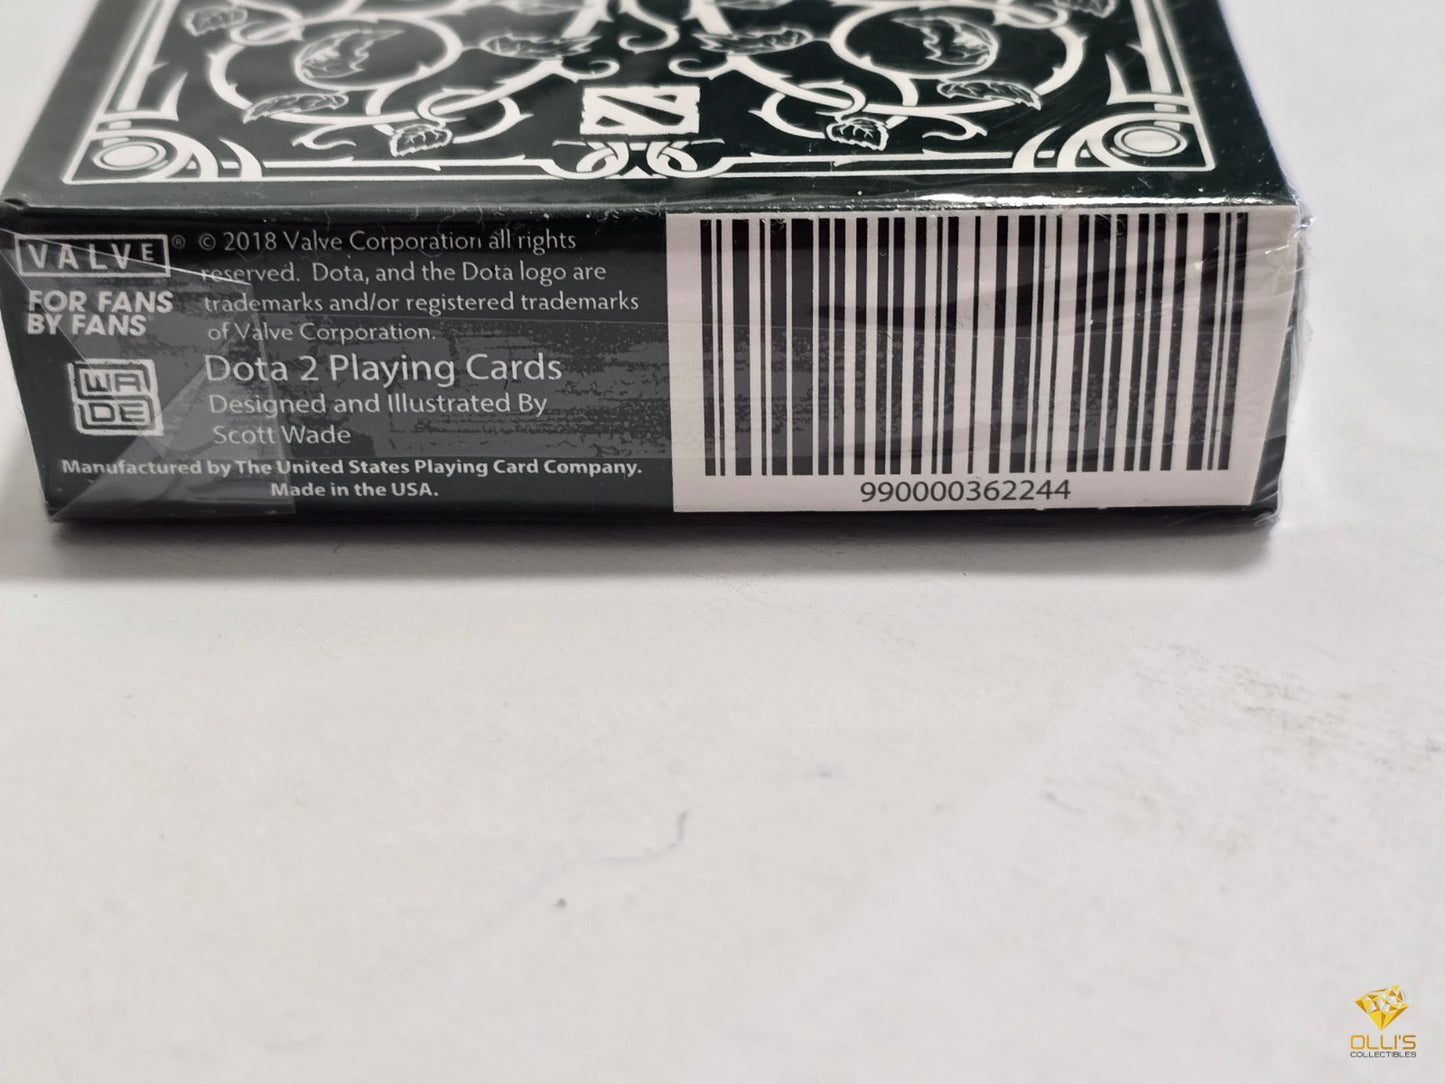 VALVE®
FOR FANS
BY FANS
WADE
© 2018 Valve Corporation all rights
reserved. Dota, and the Dota logo are
trademarks and/or registered trademarks
of Valve Corporation.
Dota 2 Playing Cards
Designed and Illustrated By
Scott Wade
Manufactured by The United States Playing Card Company.
Made in the USA.
990000362244
OLLI'S
COLLECTIBLES